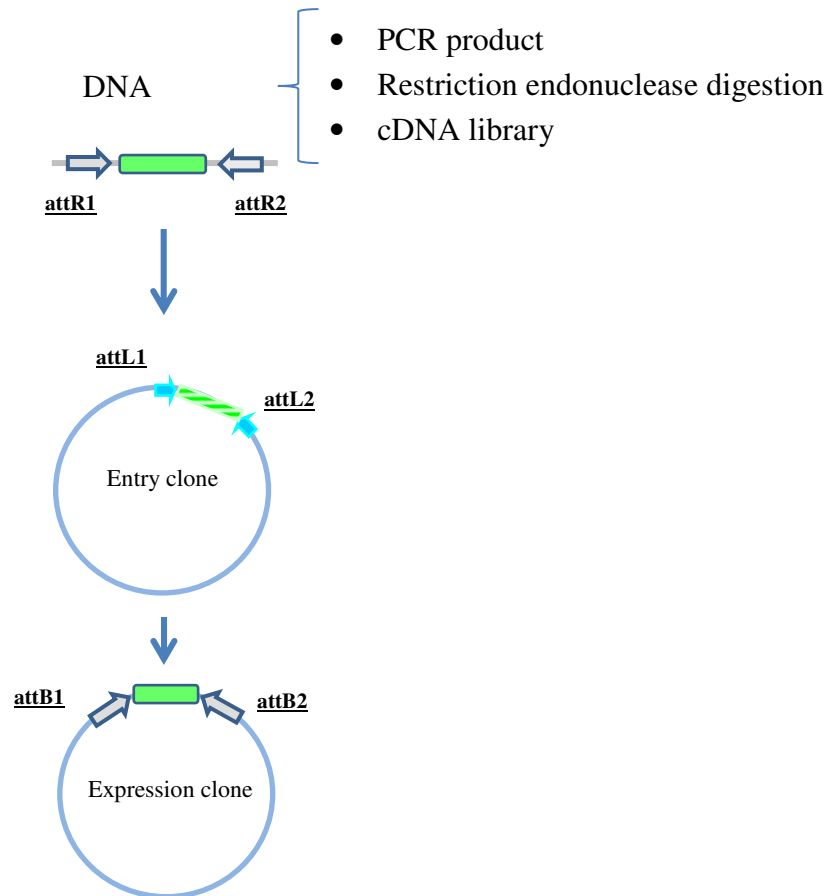 • PCR product
DNA
• Restriction endonuclease digestion
• cDNA library
attR1
attR2
attL1
attL2
Entry clone
attB1
attB2
Expression clone